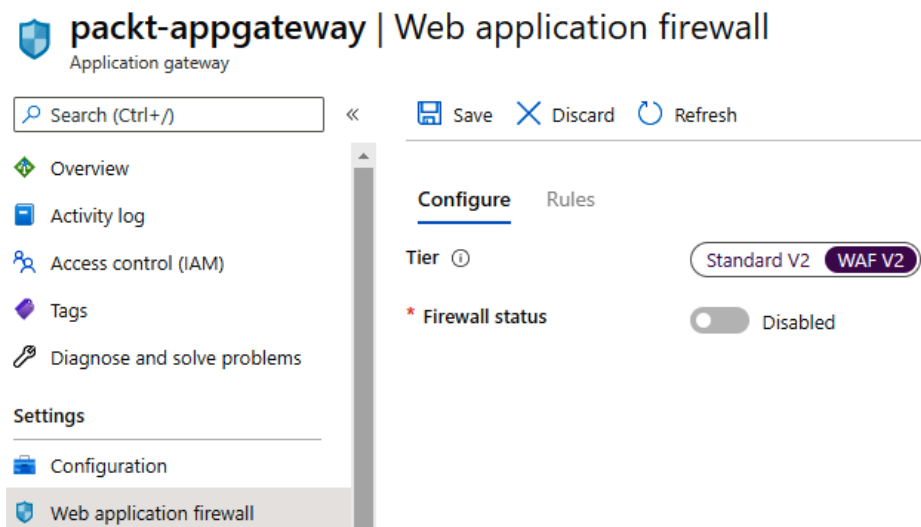 packt-appgateway | Web application firewall
Application gateway
Search (Ctrl+/)
«
Overview
Activity log
Access control (IAM)
Tags
Diagnose and solve problems
Settings
Configuration
Web application firewall
Save Discard Refresh
Configure Rules
Tier Standard V2 WAF V2
* Firewall status Disabled